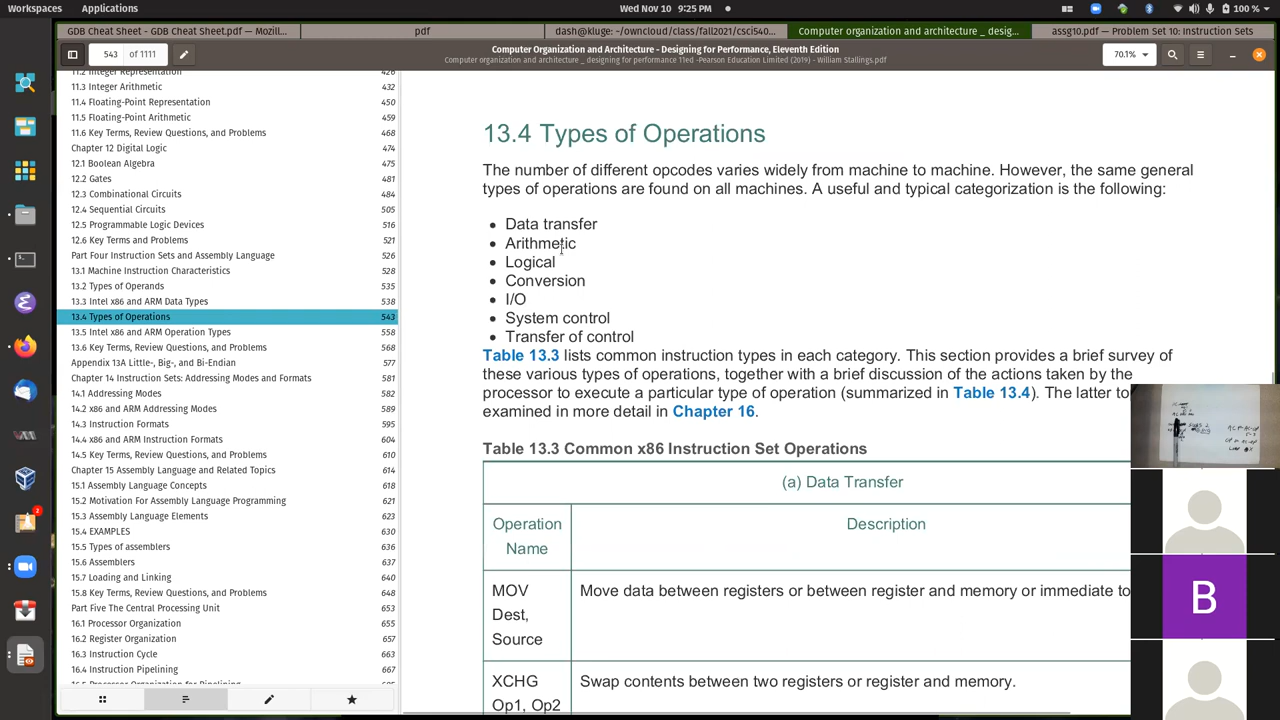 Workspaces Applications Wed Nov 10 9:25 PM 100 %
GDB Cheat Sheet - GDB Cheat Sheet.pdf — Mozill... pdf dash@kluge: ~/owncloud/class/fall2021/csci540... Computer organization and architecture _ desig... assg10.pdf — Problem Set 10: Instruction Sets
543 of 1111 Computer Organization and Architecture - Designing for Performance, Eleventh Edition 70.1%
Computer organization and architecture _ designing for performance 11ed -Pearson Education Limited (2019) - William Stallings.pdf
11.2 Integer Representation 426
11.3 Integer Arithmetic 432
11.4 Floating-Point Representation 450
11.5 Floating-Point Arithmetic 459
11.6 Key Terms, Review Questions, and Problems 468
Chapter 12 Digital Logic 474
12.1 Boolean Algebra 475
12.2 Gates 481
12.3 Combinational Circuits 484
12.4 Sequential Circuits 505
12.5 Programmable Logic Devices 516
12.6 Key Terms and Problems 521
Part Four Instruction Sets and Assembly Language 526
13.1 Machine Instruction Characteristics 528
13.2 Types of Operands 535
13.3 Intel x86 and ARM Data Types 538
13.4 Types of Operations 543
13.5 Intel x86 and ARM Operation Types 558
13.6 Key Terms, Review Questions, and Problems 568
Appendix 13A Little-, Big-, and Bi-Endian 577
Chapter 14 Instruction Sets: Addressing Modes and Formats 581
14.1 Addressing Modes 582
14.2 x86 and ARM Addressing Modes 589
14.3 Instruction Formats 595
14.4 x86 and ARM Instruction Formats 604
14.5 Key Terms, Review Questions, and Problems 610
Chapter 15 Assembly Language and Related Topics 614
15.1 Assembly Language Concepts 618
15.2 Motivation For Assembly Language Programming 621
15.3 Assembly Language Elements 623
15.4 EXAMPLES 630
15.5 Types of assemblers 636
15.6 Assemblers 637
15.7 Loading and Linking 640
15.8 Key Terms, Review Questions, and Problems 648
Part Five The Central Processing Unit 653
16.1 Processor Organization 655
16.2 Register Organization 657
16.3 Instruction Cycle 663
16.4 Instruction Pipelining 667
16.5 Processor Organization for Pipelining
13.4 Types of Operations
The number of different opcodes varies widely from machine to machine. However, the same general
types of operations are found on all machines. A useful and typical categorization is the following:
• Data transfer
• Arithmetic
• Logical
• Conversion
• I/O
• System control
• Transfer of control
Table 13.3 lists common instruction types in each category. This section provides a brief survey of
these various types of operations, together with a brief discussion of the actions taken by the
processor to execute a particular type of operation (summarized in Table 13.4). The latter to
examined in more detail in Chapter 16.
Table 13.3 Common x86 Instruction Set Operations
(a) Data Transfer
Operation Description
Name
MOV Move data between registers or between register and memory or immediate to
Dest,
Source
XCHG Swap contents between two registers or register and memory.
Op1, Op2
2
B